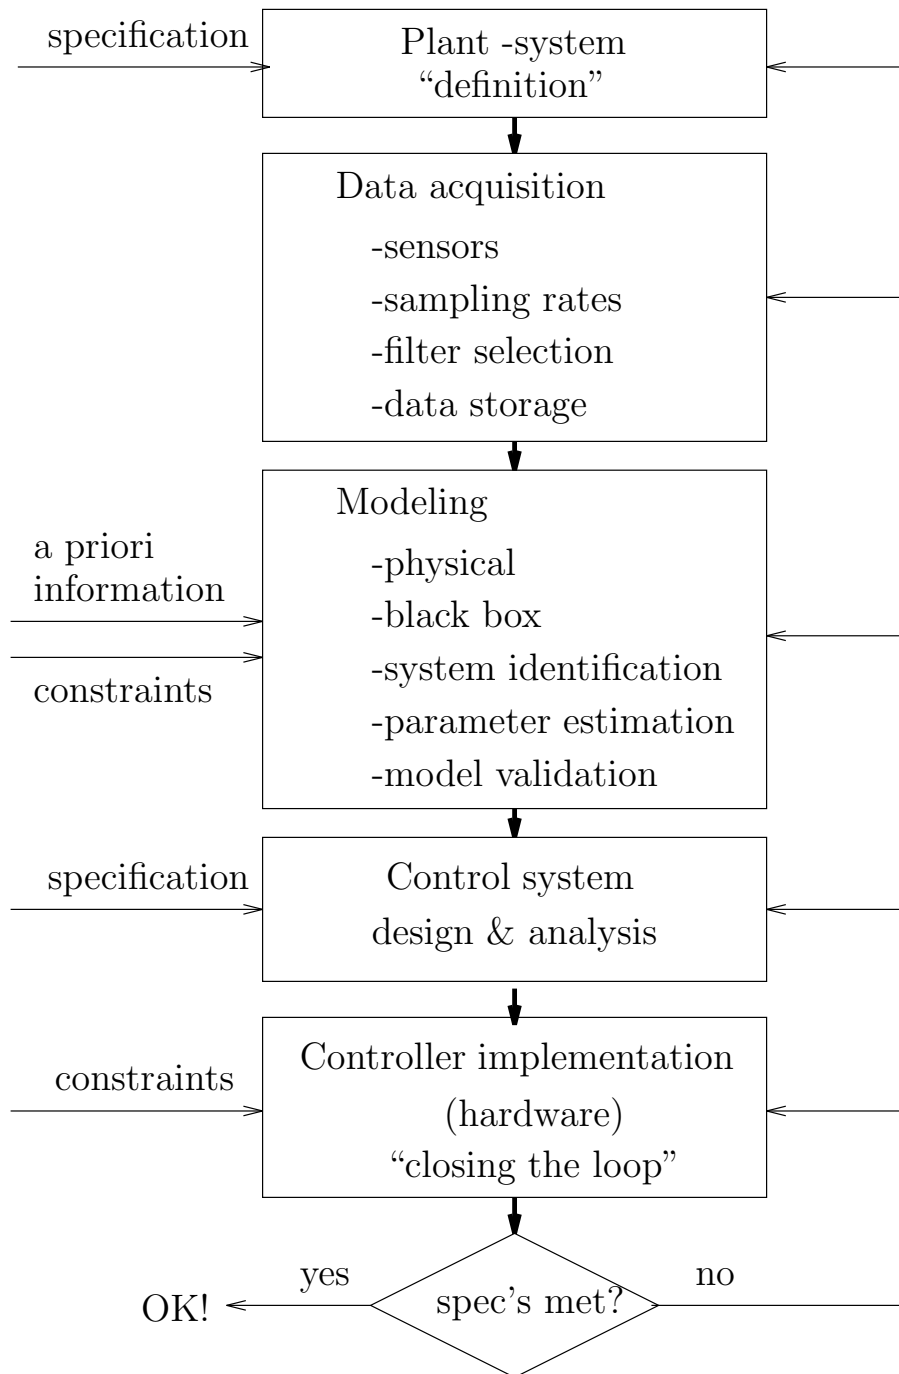 specification
Plant -system
“definition”
Data acquisition
-sensors
-sampling rates
-filter selection
-data storage
a priori
information
constraints
Modeling
-physical
-black box
-system identification
-parameter estimation
-model validation
specification
Control system
design & analysis
constraints
Controller implementation
(hardware)
“closing the loop”
yes
no
OK!
spec's met?